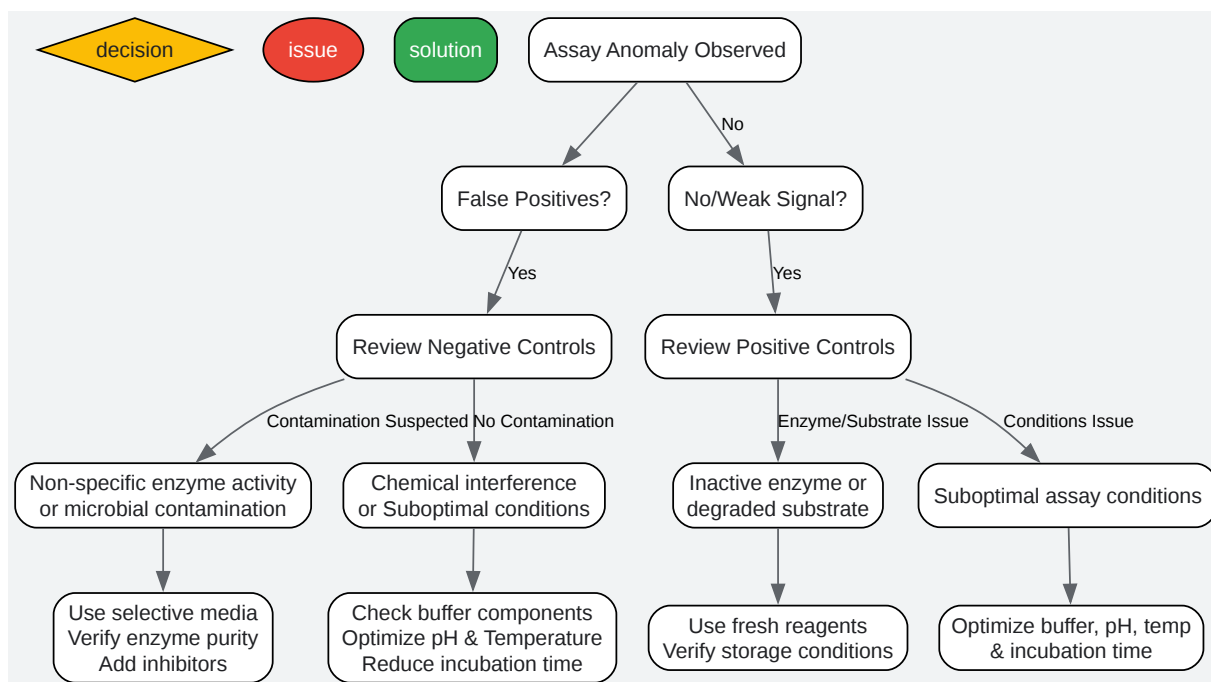 decision
issue
solution
Assay Anomaly Observed
No
False Positives?
No/Weak Signal?
Yes
Yes
Review Negative Controls
Review Positive Controls
Contamination Suspected
No Contamination
Enzyme/Substrate Issue
Conditions Issue
Non-specific enzyme activity
or microbial contamination
Chemical interference
or Suboptimal conditions
Inactive enzyme or
degraded substrate
Suboptimal assay conditions
Use selective media
Verify enzyme purity
Add inhibitors
Check buffer components
Optimize pH & Temperature
Reduce incubation time
Use fresh reagents
Verify storage conditions
Optimize buffer, pH, temp
& incubation time